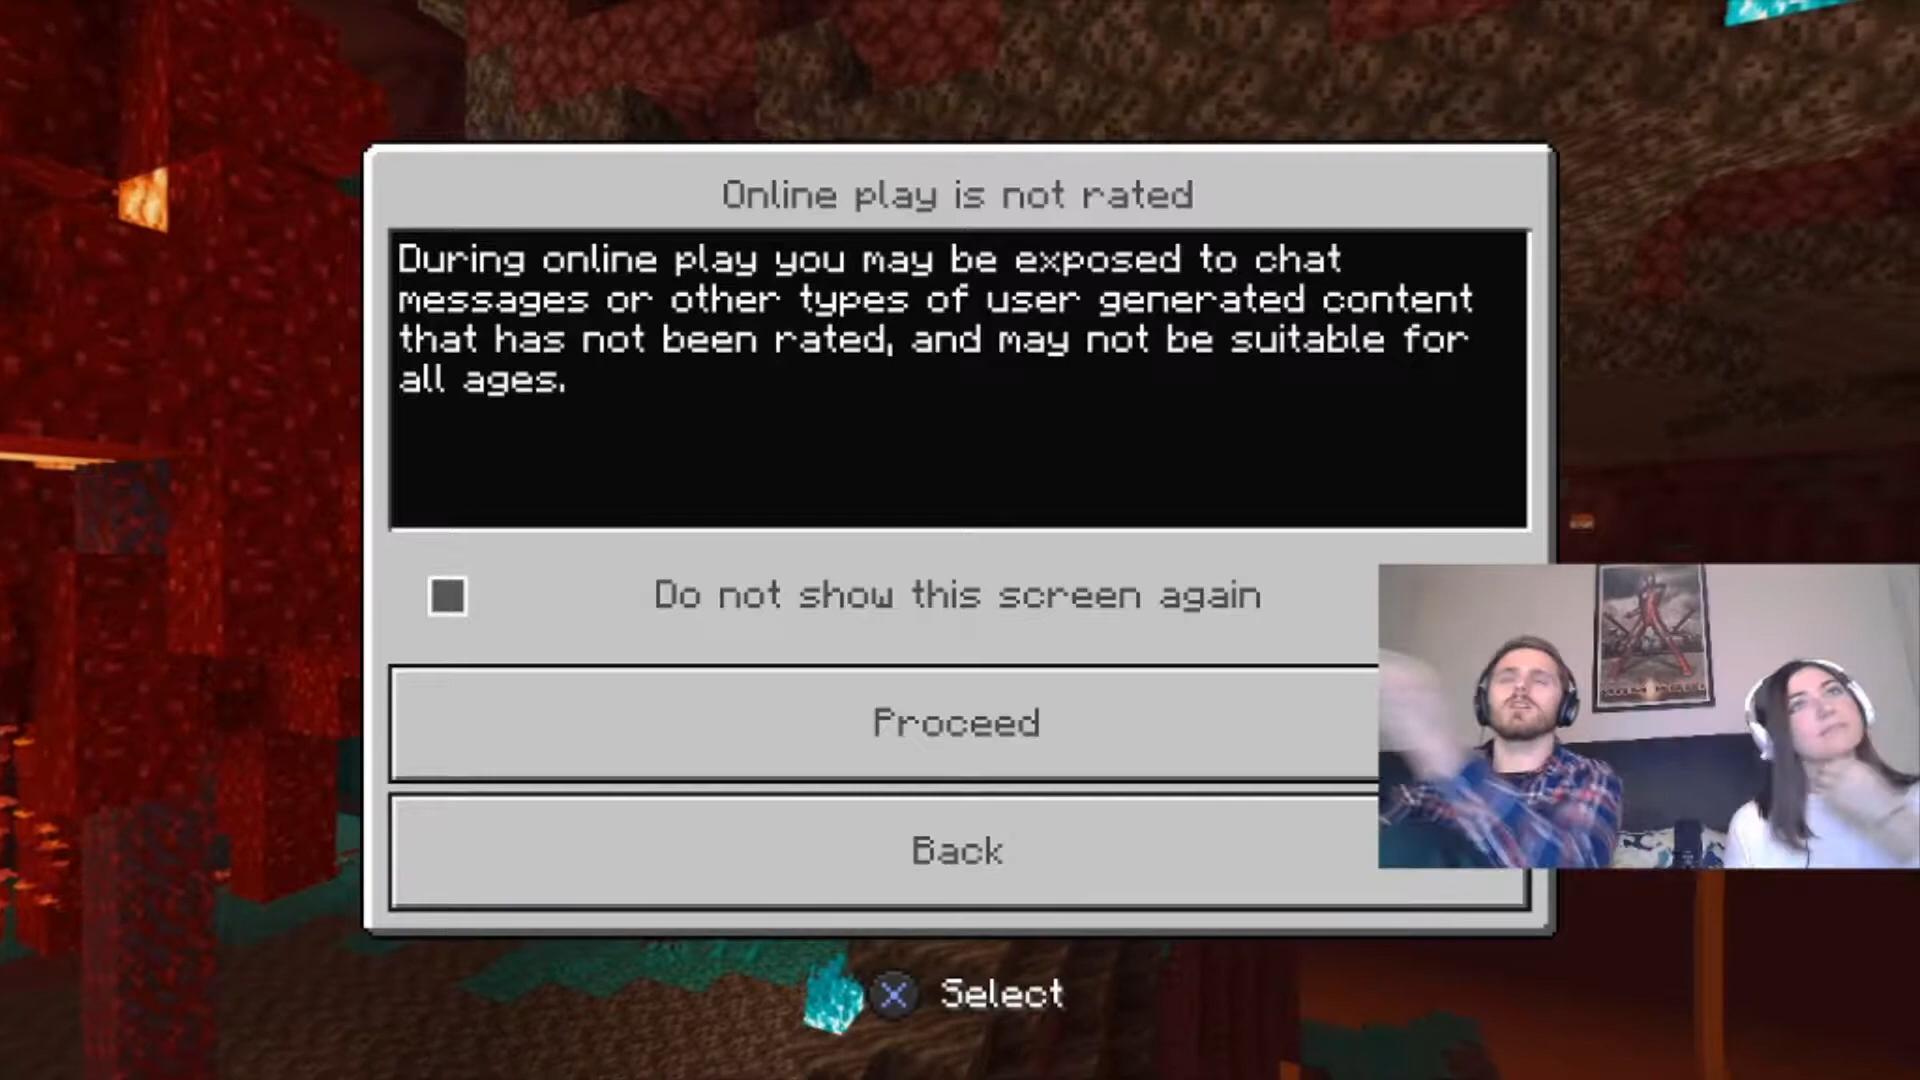 Online play is not rated
During online play you may be exposed to chat
messages or other types of user generated content
that has not been rated, and may not be suitable for
all ages.
Do not show this screen again
Proceed
Back
Select